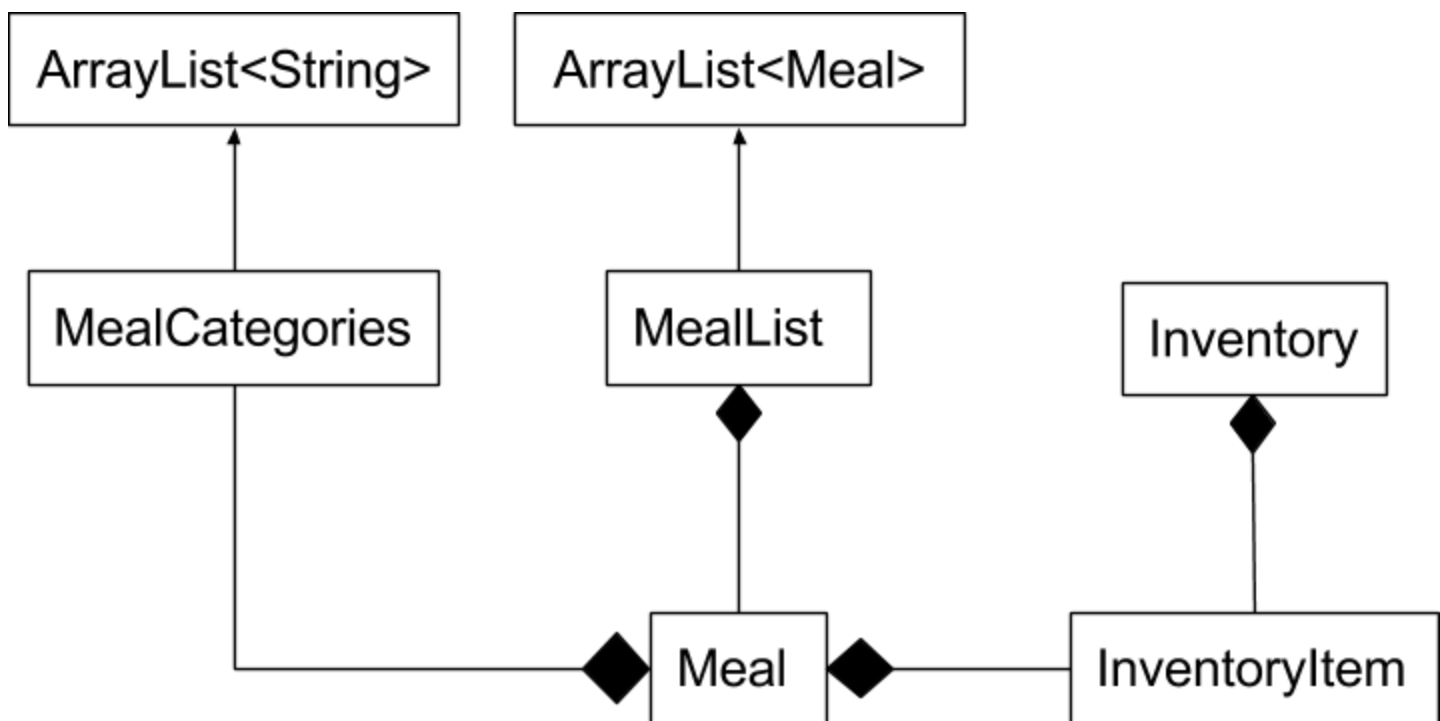 ArrayList<String>
ArrayList<Meal>
MealCategories
MealList
Inventory
Meal
InventoryItem